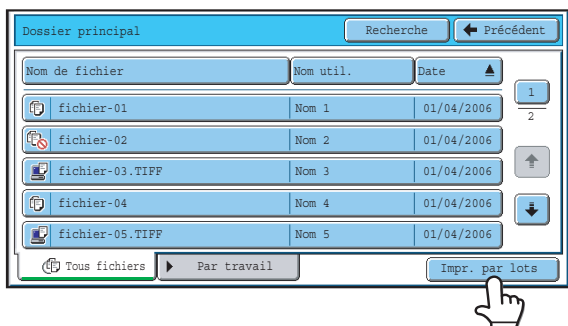 Dossier principal Recherche Précédent
Nom de fichier Nom util. Date
fichier-01 Nom 1 01/04/2006
fichier-02 Nom 2 01/04/2006
fichier-03.TIFF Nom 3 01/04/2006
fichier-04 Nom 4 01/04/2006
fichier-05.TIFF Nom 5 01/04/2006
1
2
Tous fichiers Par travail Impr. par lots